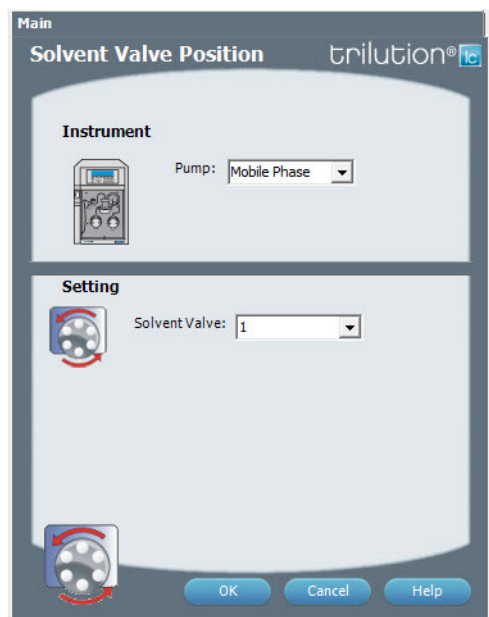 Main
Solvent Valve Position
trilution® lc
Instrument
Pump: Mobile Phase
Setting
Solvent Valve: 1
OK Cancel Help